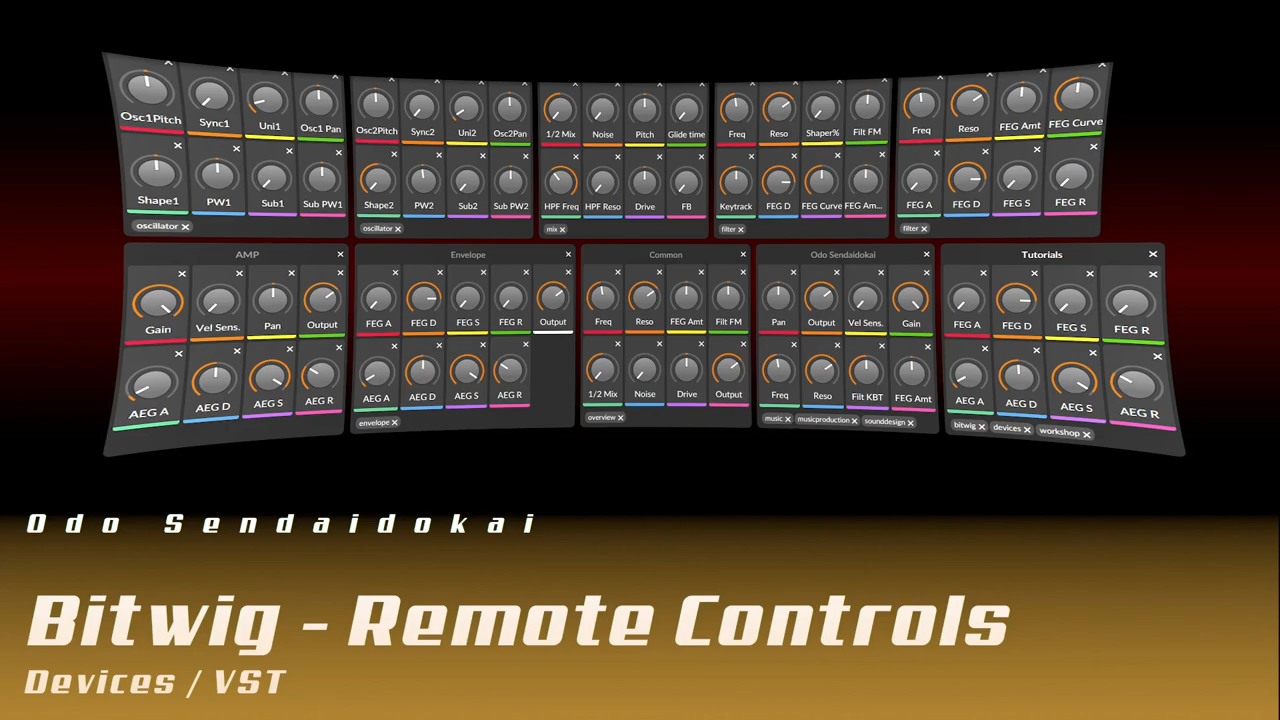 Osc1Pitch Sync1 Uni1 Osc1 Pan
Shape1 PW1 Sub1 Sub PW1
oscillator
Osc2Pitch Sync2 Uni2 Osc2Pan
Shape2 PW2 Sub2 Sub PW2
oscillator
1/2 Mix Noise Pitch Glide time
HPF Freq HPF Reso Drive FB
mix
Freq Reso Shaper% Filt FM
Keytrack FEG D FEG Curve FEG Am...
filter
Freq Reso FEG Amt FEG Curve
FEG A FEG D FEG S FEG R
filter
AMP
Gain Vel Sens. Pan Output
AEG A AEG D AEG S AEG R
Envelope
FEG A FEG D FEG S FEG R Output
AEG A AEG D AEG S AEG R
envelope
Common
Freq Reso FEG Amt Filt FM
1/2 Mix Noise Drive Output
overview
Odo Sendaidokai
Pan Output Vel Sens. Gain
Freq Reso Filt KBT FEG Amt
music musicproduction sounddesign
Tutorials
FEG A FEG D FEG S FEG R
AEG A AEG D AEG S AEG R
bitwig devices workshop
Odo Sendaidokai
Bitwig - Remote Controls
Devices / VST